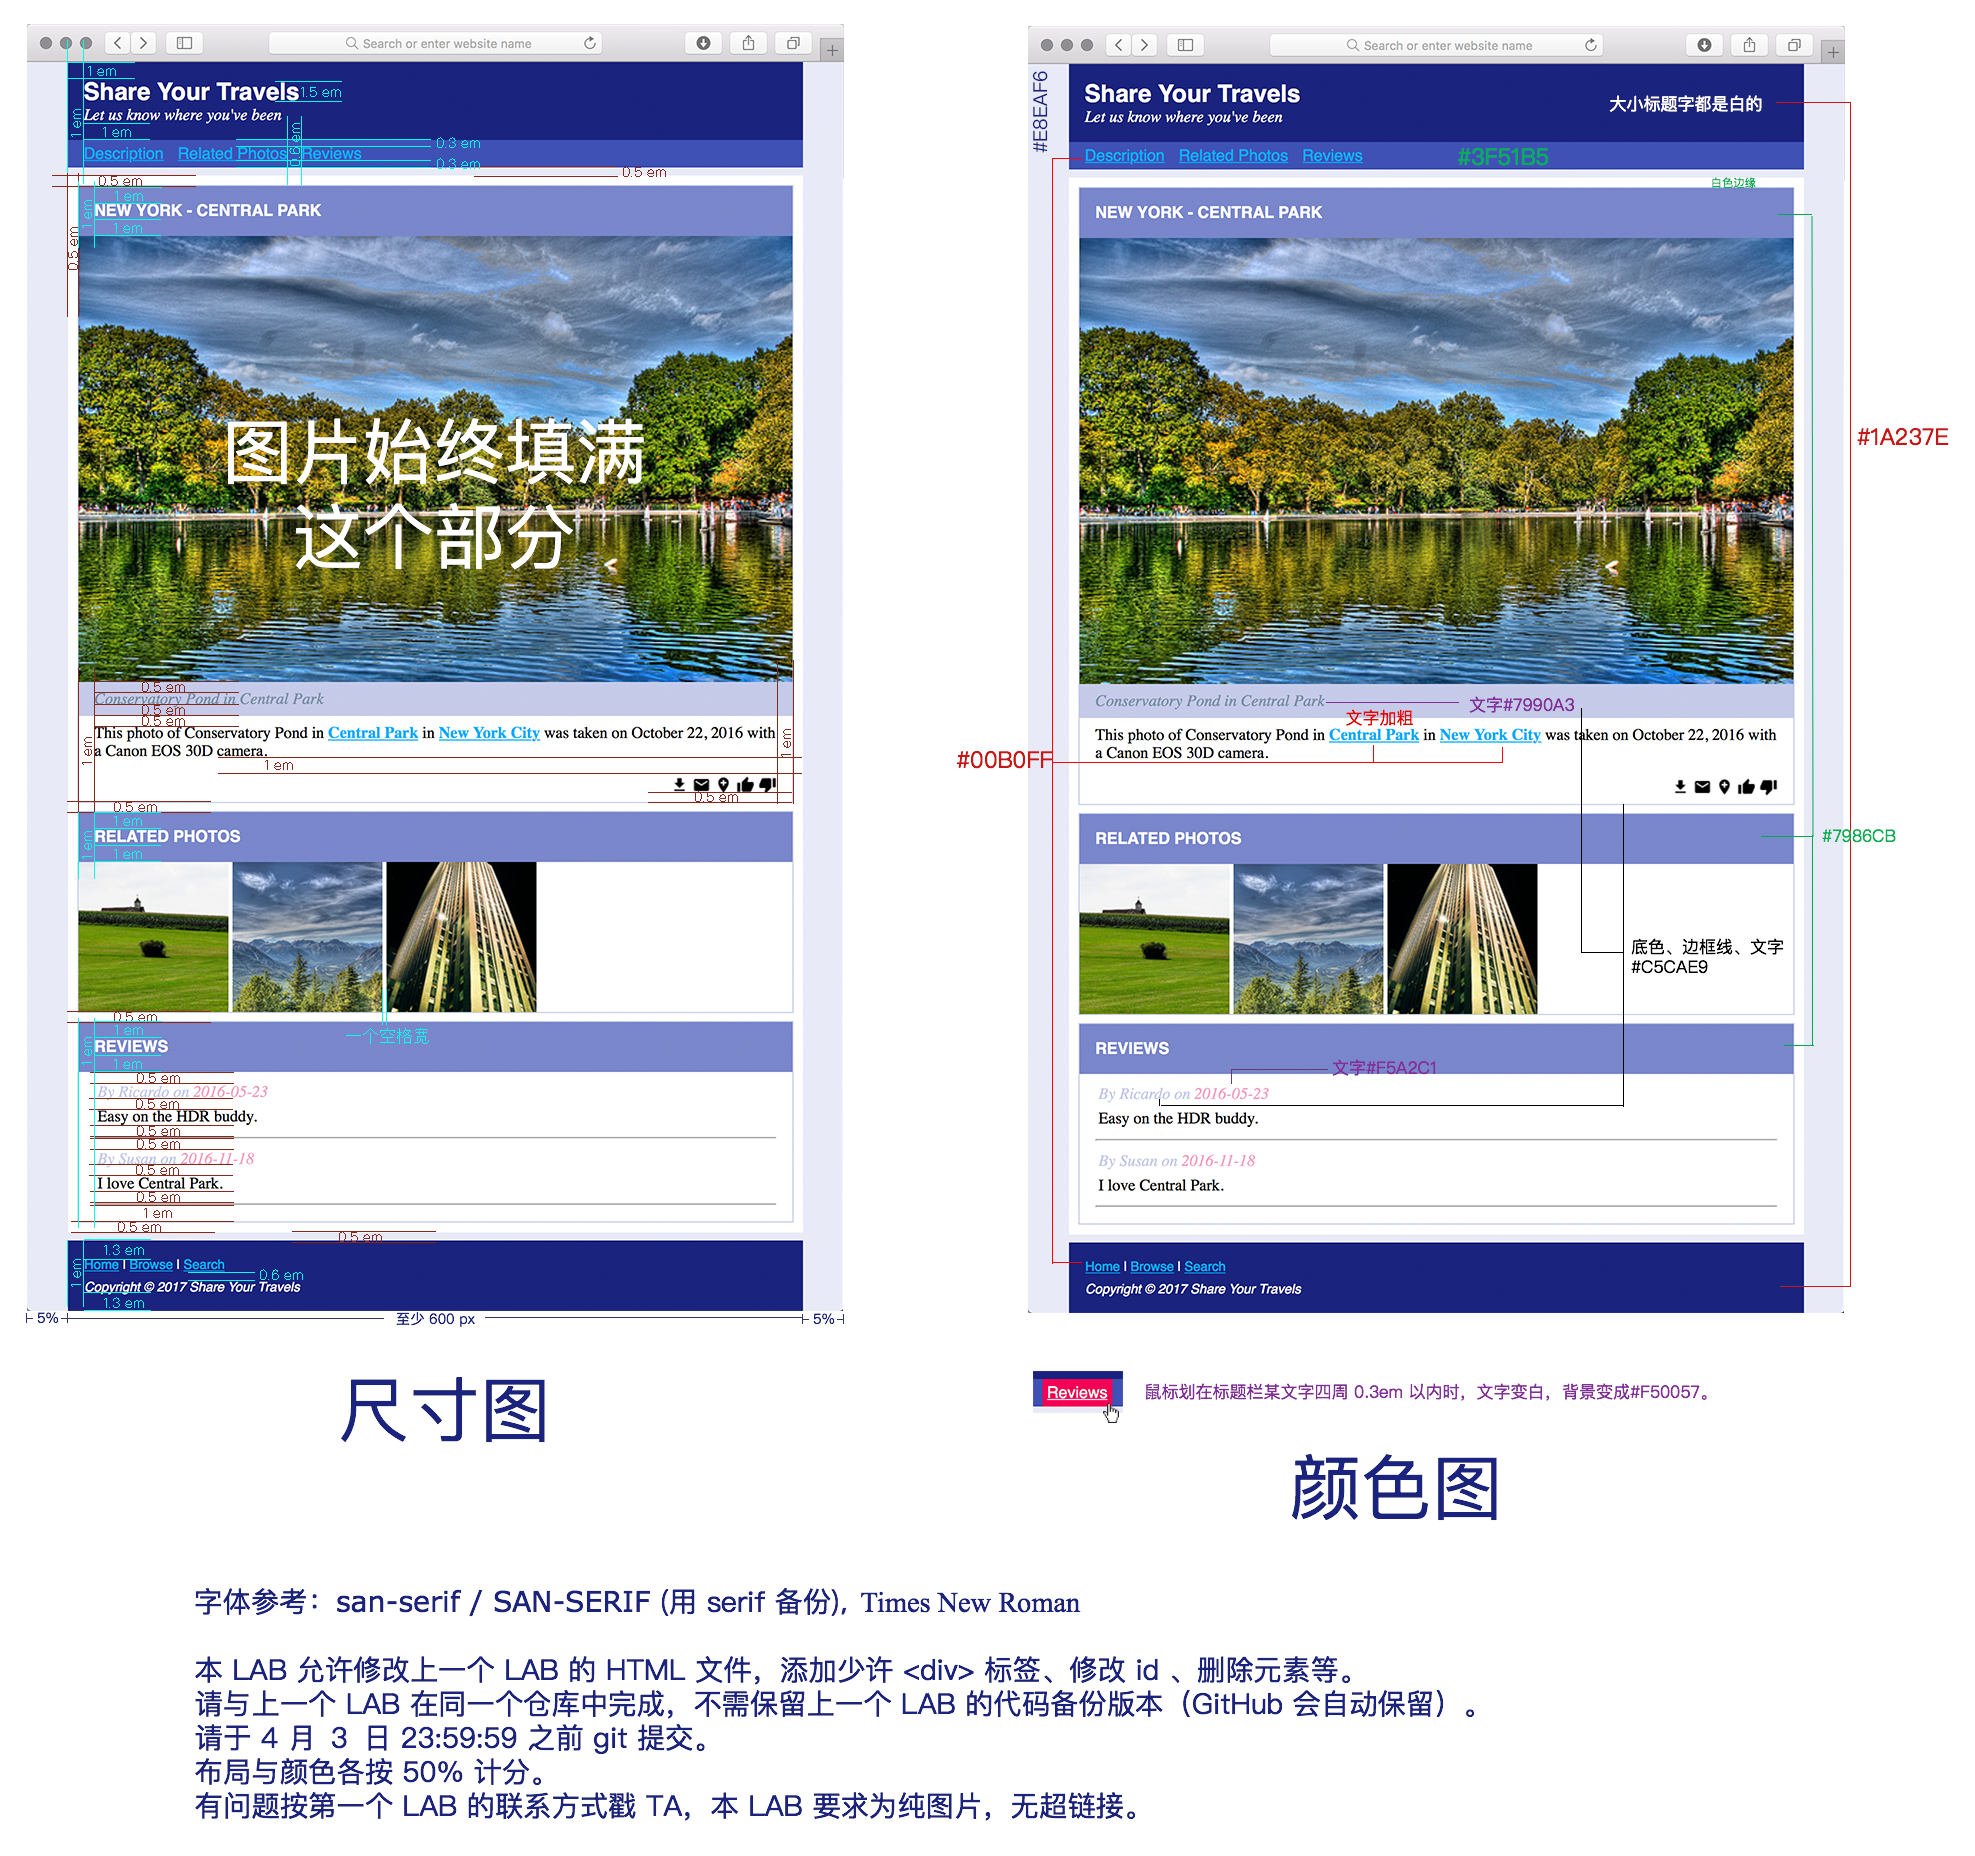 Search or enter website name
1 em
Share Your Travels
1.5 em
Let us know where you've been
1 em
1 em
0.6 em
0.3 em
Description Related Photos Reviews
0.3 em
0.5 em
0.5 em
1 em
1 em
NEW YORK - CENTRAL PARK
1 em
0.5 em
图片始终填满
这个部分
0.5 em
Conservatory Pond in Central Park
0.5 em
0.5 em
This photo of Conservatory Pond in Central Park in New York City was taken on October 22, 2016 with
a Canon EOS 30D camera.
1 em
1 em
1 em
0.5 em
0.5 em
1 em
RELATED PHOTOS
1 em
1 em
0.5 em
一个空格宽
1 em
REVIEWS
1 em
1 em
0.5 em
By Ricardo on 2016-05-23
0.5 em
Easy on the HDR buddy.
0.5 em
0.5 em
By Susan on 2016-11-18
0.5 em
I love Central Park.
0.5 em
1 em
0.5 em
0.5 em
1.3 em
Home | Browse | Search
0.6 em
1 em
Copyright © 2017 Share Your Travels
1.3 em
5%
至少 600 px
5%
尺寸图
Search or enter website name
#E8EAF6
Share Your Travels
大小标题字都是白的
Let us know where you've been
Description Related Photos Reviews
#3F51B5
白色边缘
NEW YORK - CENTRAL PARK
#1A237E
Conservatory Pond in Central Park
文字#7990A3
文字加粗
This photo of Conservatory Pond in Central Park in New York City was taken on October 22, 2016 with
a Canon EOS 30D camera.
#00B0FF
RELATED PHOTOS
#7986CB
底色、边框线、文字
#C5CAE9
REVIEWS
文字#F5A2C1
By Ricardo on 2016-05-23
Easy on the HDR buddy.
By Susan on 2016-11-18
I love Central Park.
Home | Browse | Search
Copyright © 2017 Share Your Travels
Reviews
鼠标划在标题栏某文字四周 0.3em 以内时，文字变白，背景变成#F50057。
颜色图
字体参考：san-serif / SAN-SERIF (用 serif 备份), Times New Roman
本 LAB 允许修改上一个 LAB 的 HTML 文件，添加少许 <div> 标签、修改 id 、删除元素等。
请与上一个 LAB 在同一个仓库中完成，不需保留上一个 LAB 的代码备份版本（GitHub 会自动保留）。
请于 4 月 3 日 23:59:59 之前 git 提交。
布局与颜色各按 50% 计分。
有问题按第一个 LAB 的联系方式戳 TA，本 LAB 要求为纯图片，无超链接。